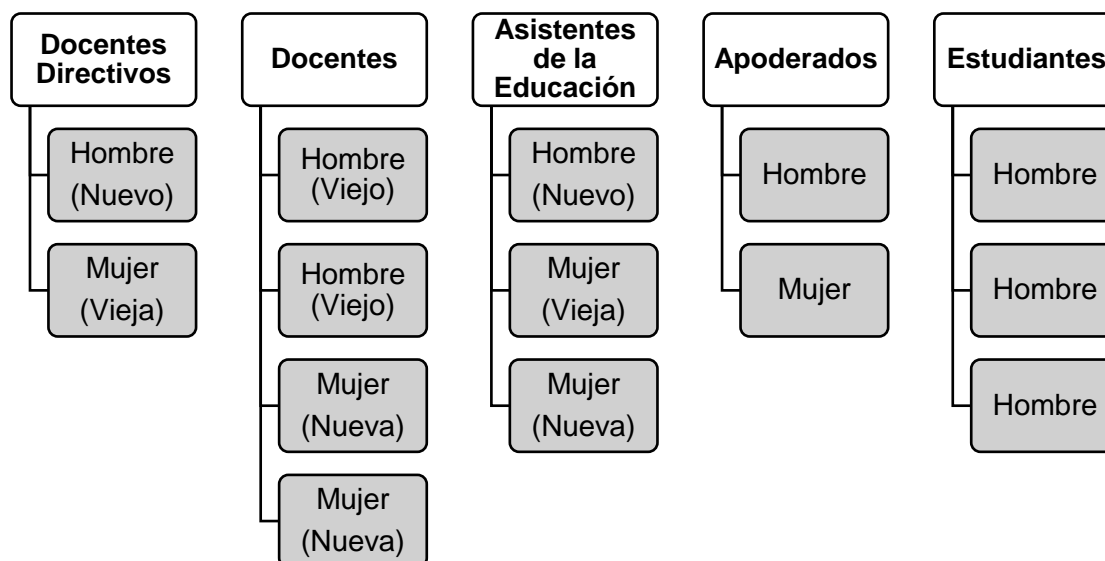 Docentes
Directivos
Hombre
(Nuevo)
Mujer
(Vieja)
Docentes
Hombre
(Viejo)
Hombre
(Viejo)
Mujer
(Nueva)
Mujer
(Nueva)
Asistentes
de la
Educación
Hombre
(Nuevo)
Mujer
(Vieja)
Mujer
(Nueva)
Apoderados
Hombre
Mujer
Estudiantes
Hombre
Hombre
Hombre